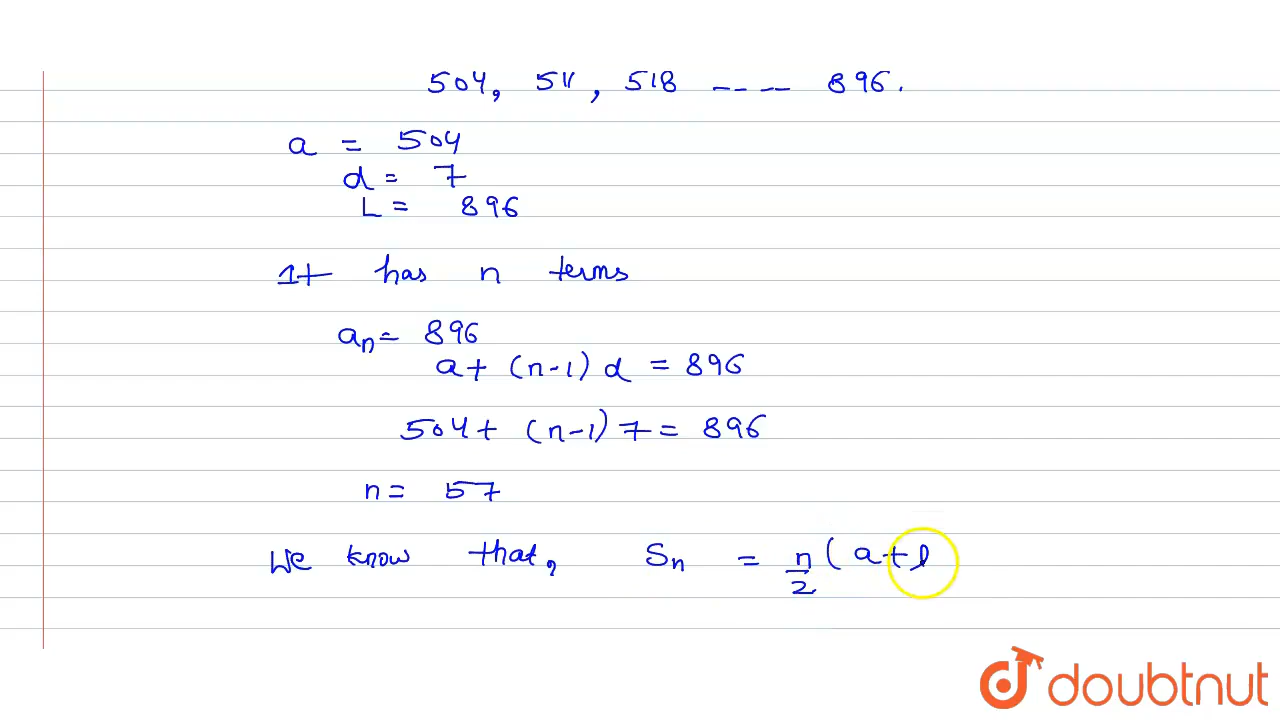 504, 511, 518 ---- 896.
a = 504
d = 7
L = 896
It has n terms
an = 896
a + (n-1) d = 896
504 + (n-1) 7 = 896
n = 57
We know that, Sn = n/2 ( a + l
doubtnut